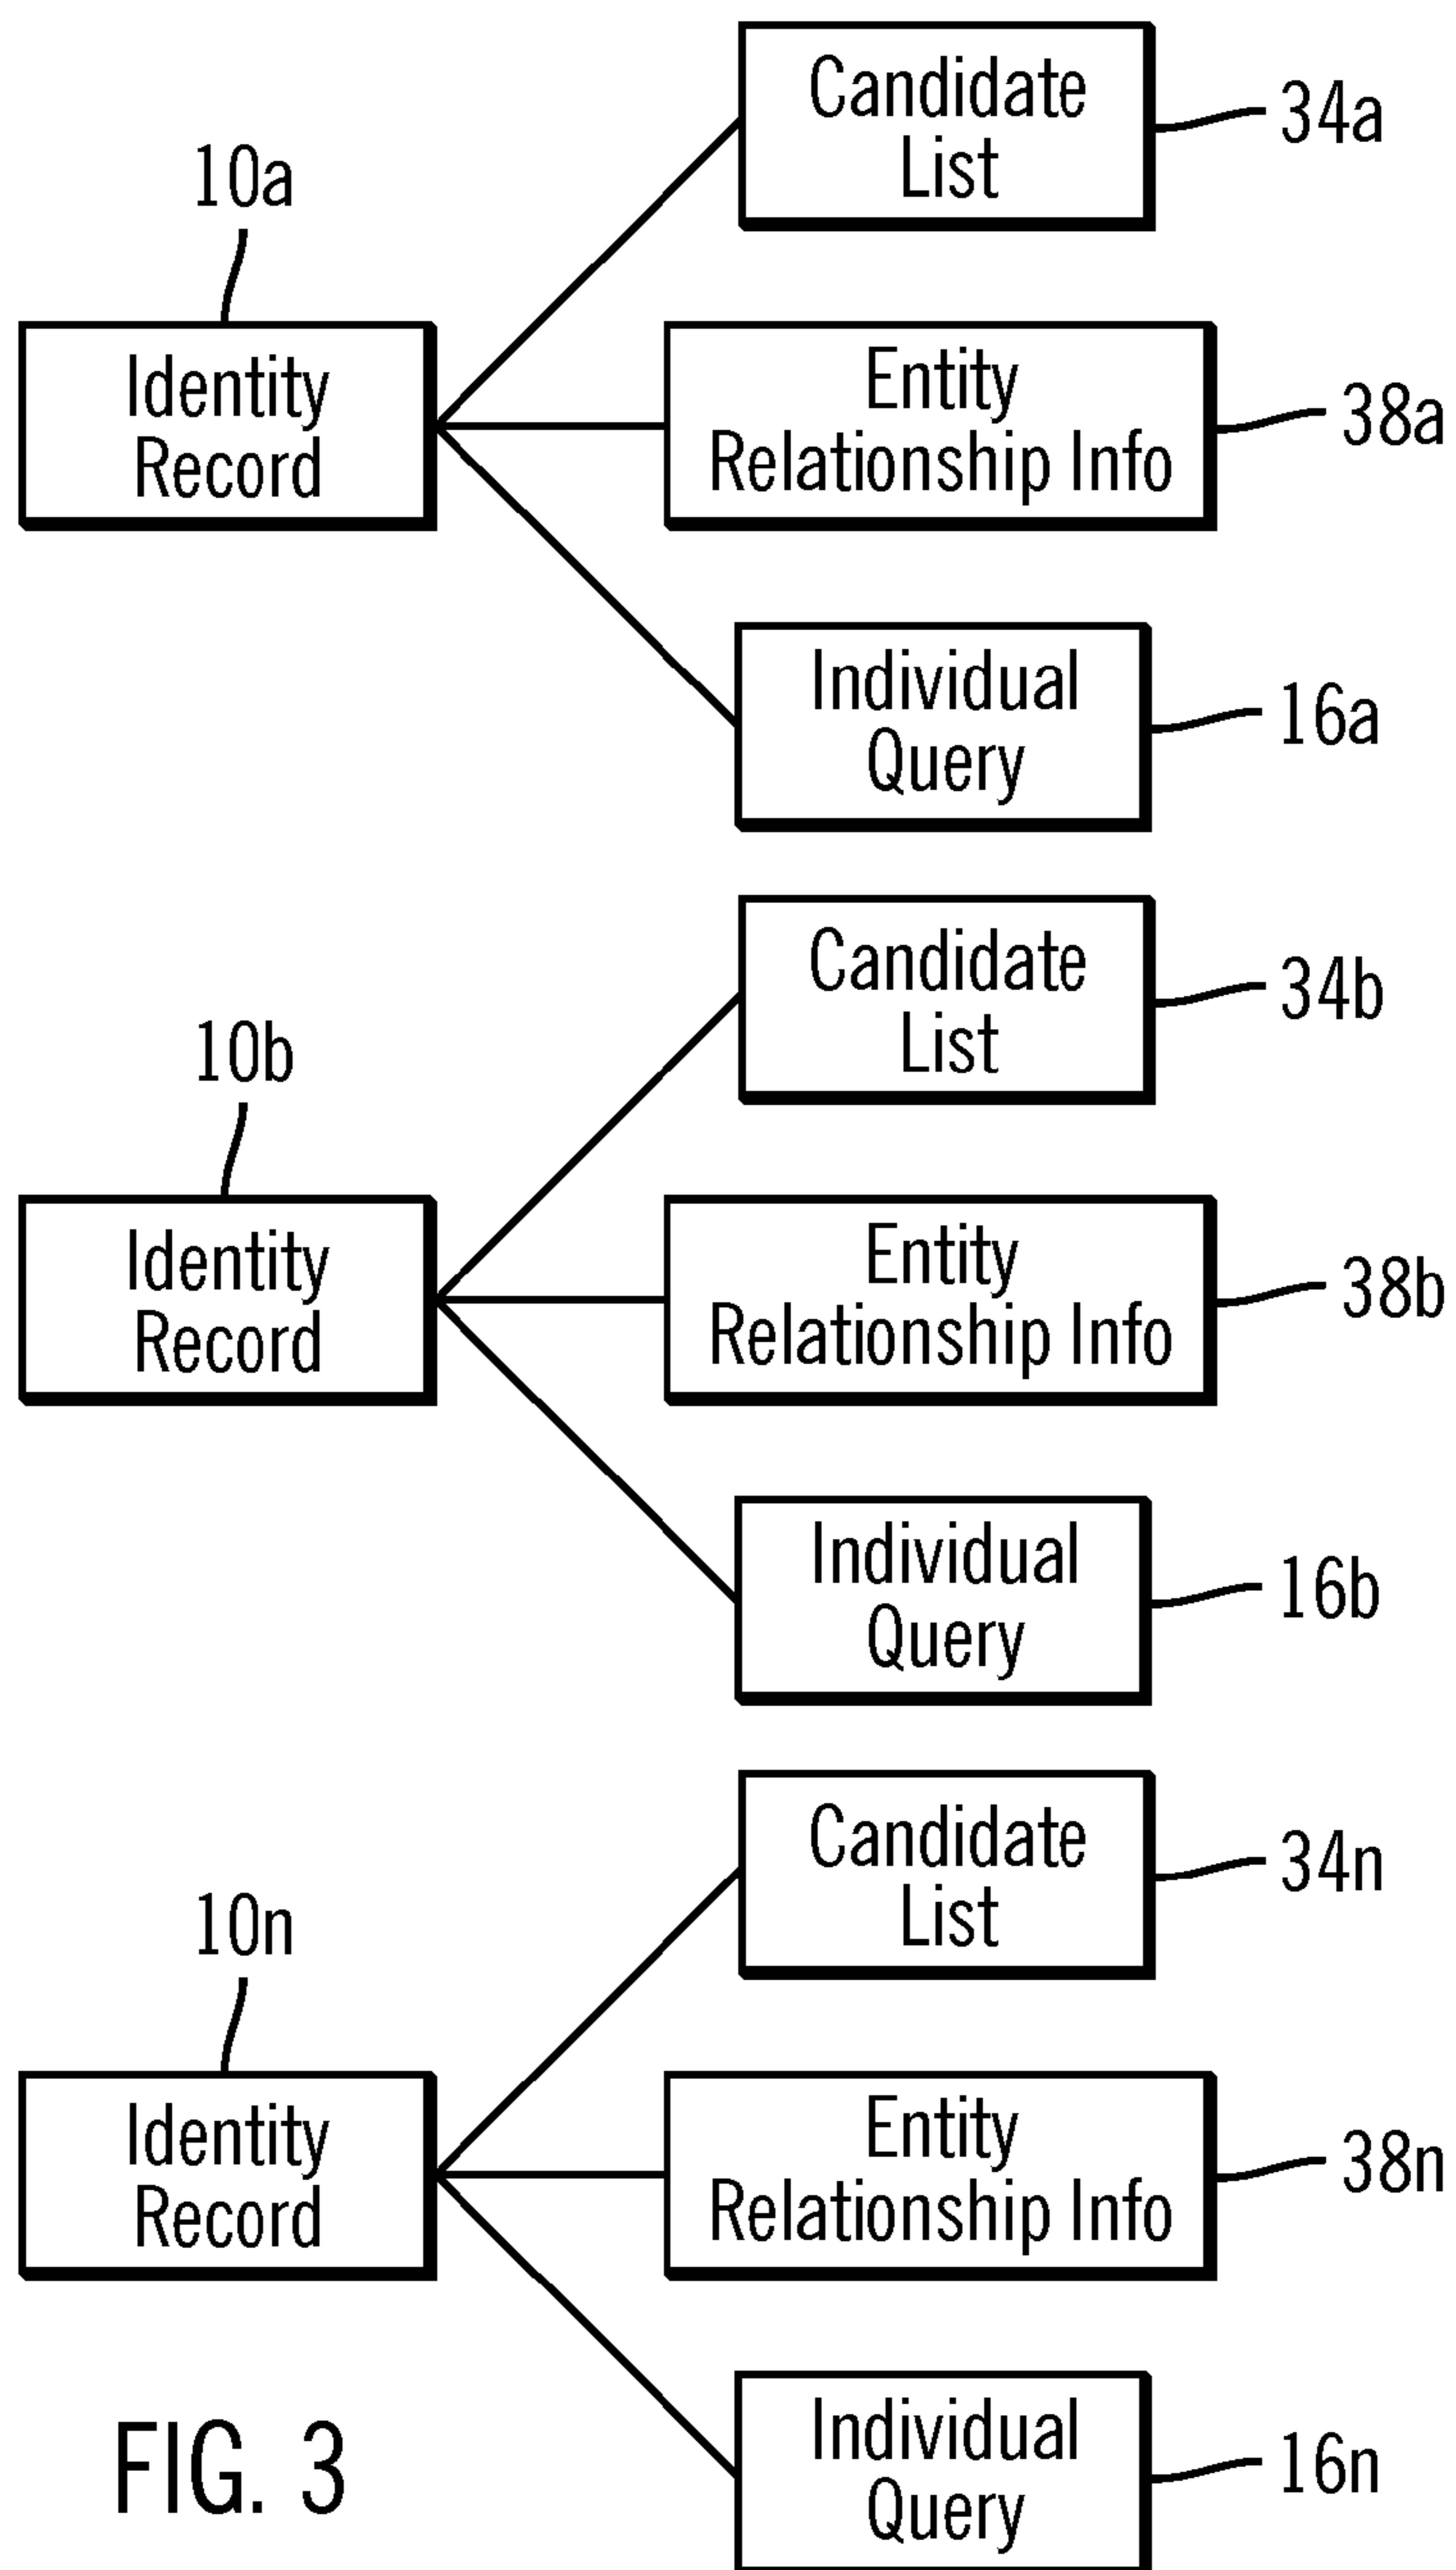 Candidate
List
34a
10a
Identity
Record
Entity
Relationship Info
38a
Individual
Query
16a
Candidate
List
34b
10b
Identity
Record
Entity
Relationship Info
38b
Individual
Query
16b
Candidate
List
34n
10n
Identity
Record
Entity
Relationship Info
38n
Individual
Query
16n
FIG. 3